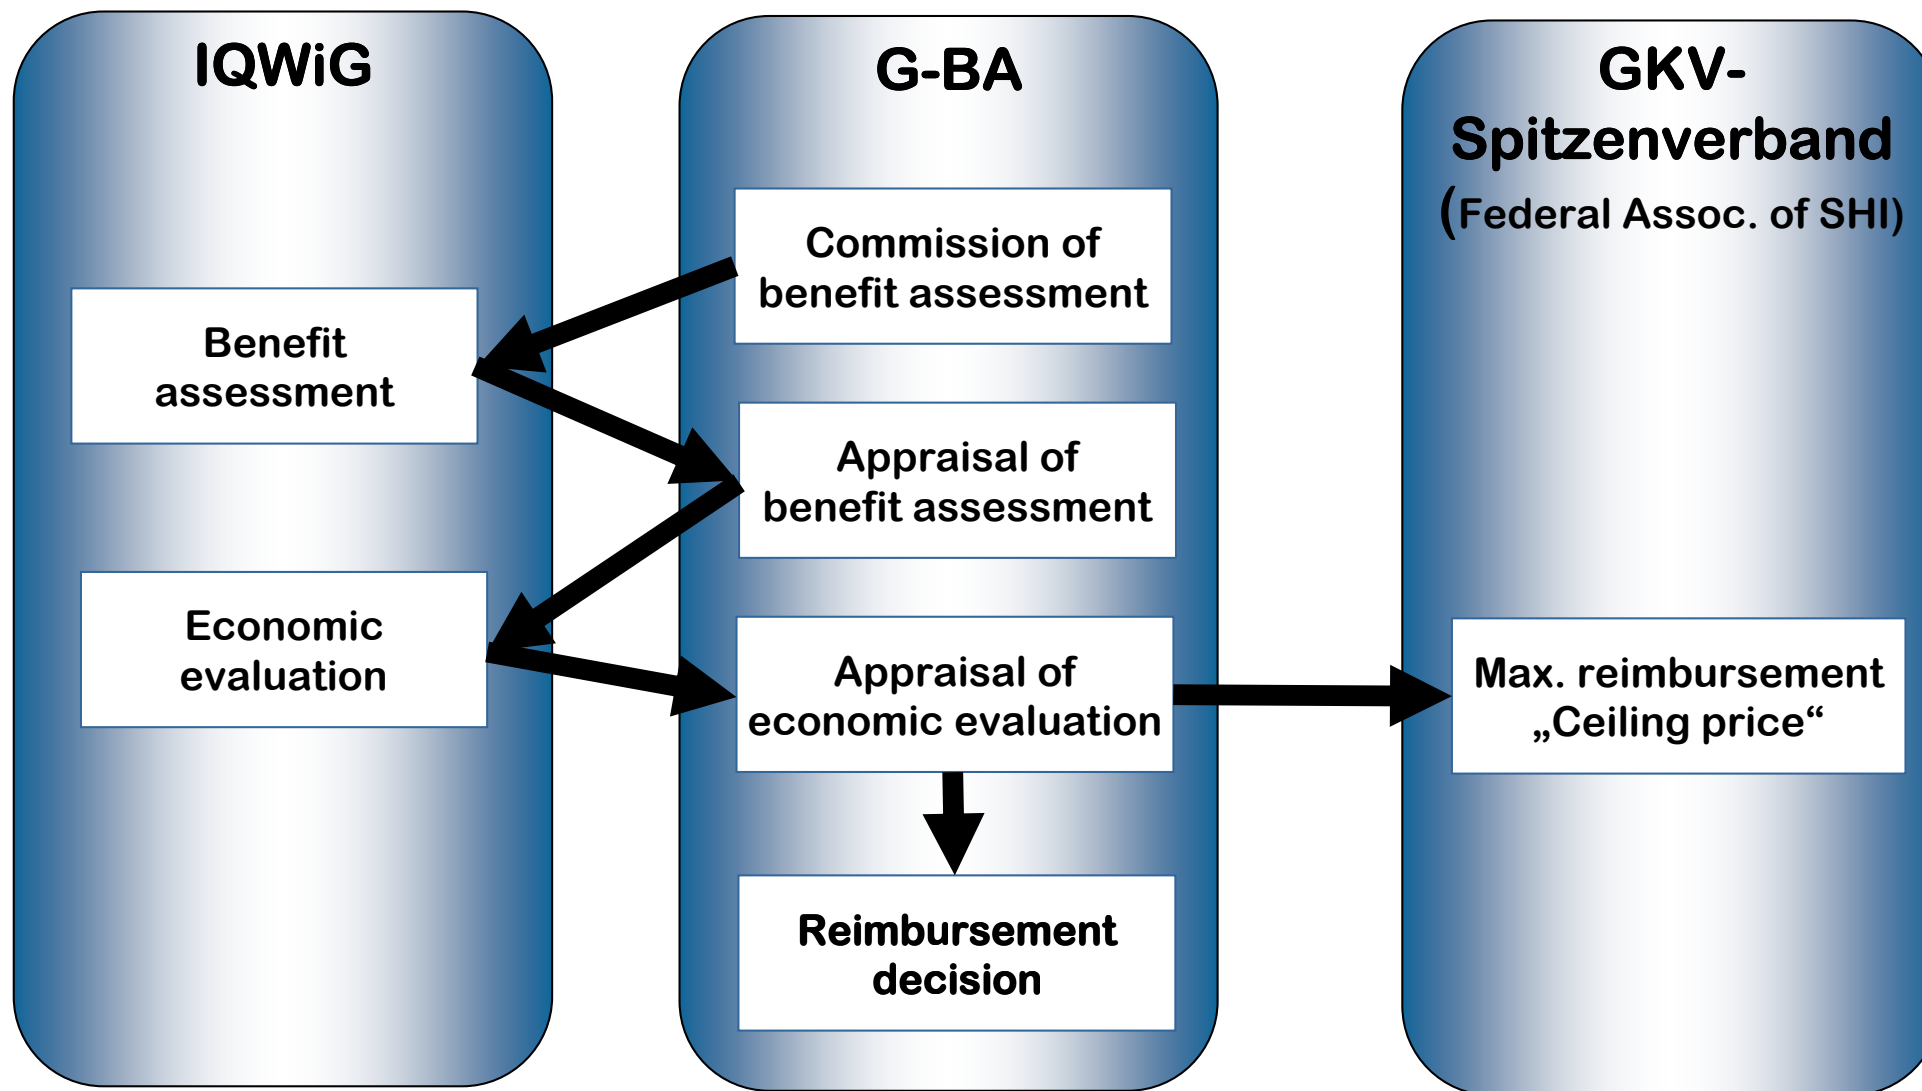 IQWiG
Benefit
assessment
Economic
evaluation
G-BA
Commission of
benefit assessment
Appraisal of
benefit assessment
Appraisal of
economic evaluation
Reimbursement
decision
GKV-
Spitzenverband
(Federal Assoc. of SHI)
Max. reimbursement
„Ceiling price“